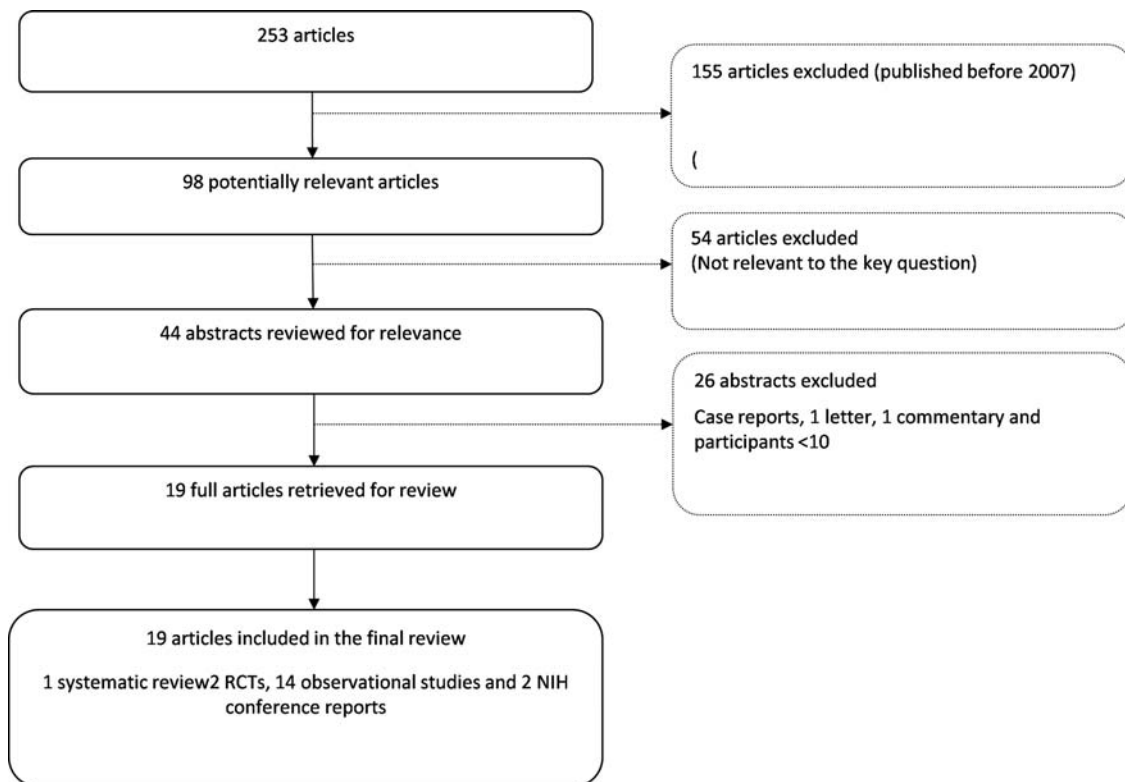 253 articles
155 articles excluded (published before 2007)
(
98 potentially relevant articles
54 articles excluded
(Not relevant to the key question)
44 abstracts reviewed for relevance
26 abstracts excluded
Case reports, 1 letter, 1 commentary and
participants <10
19 full articles retrieved for review
19 articles included in the final review
1 systematic review2 RCTs, 14 observational studies and 2 NIH
conference reports